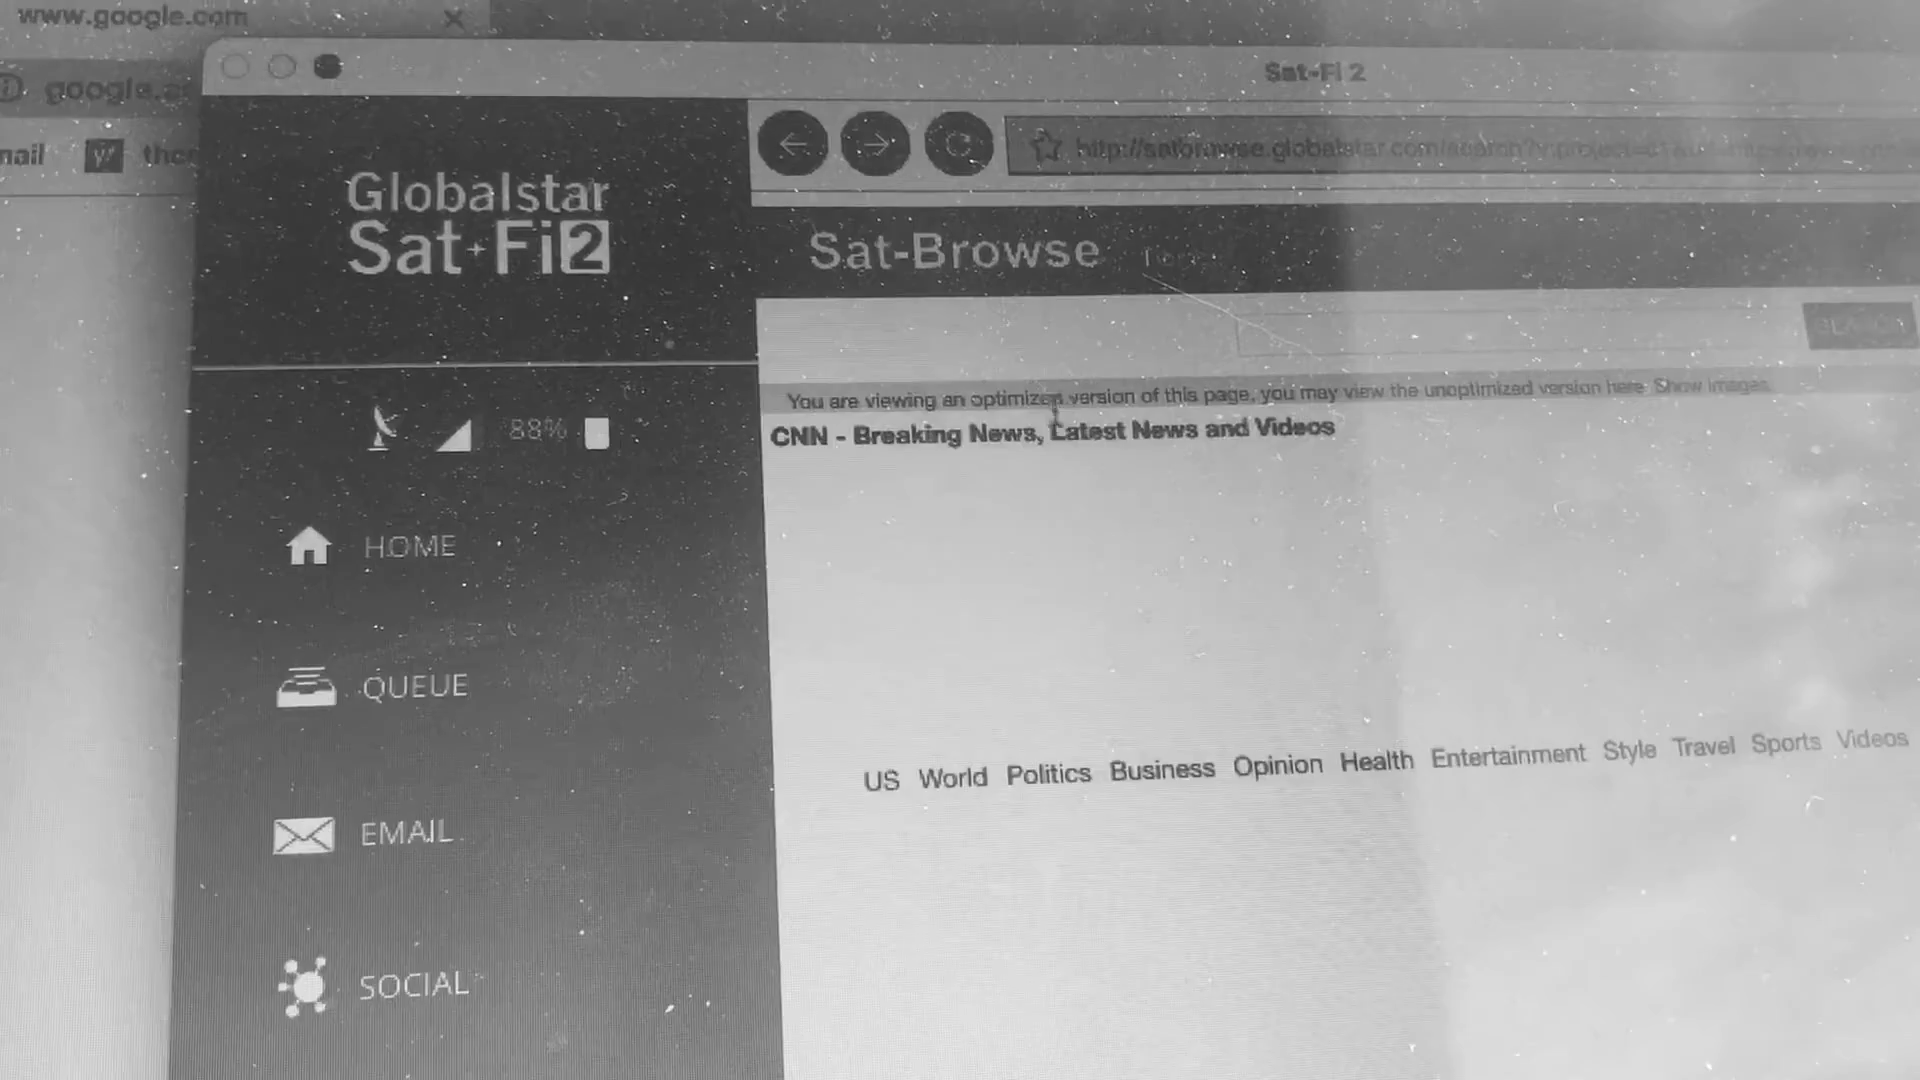 www.google.com
Sat-Fi 2
Globalstar
Sat-Fi2
Sat-Browse
You are viewing an optimized version of this page, you may view the unoptimized version here Show images
CNN - Breaking News, Latest News and Videos
88%
HOME
QUEUE
US World Politics Business Opinion Health Entertainment Style Travel Sports Videos
EMAIL
SOCIAL